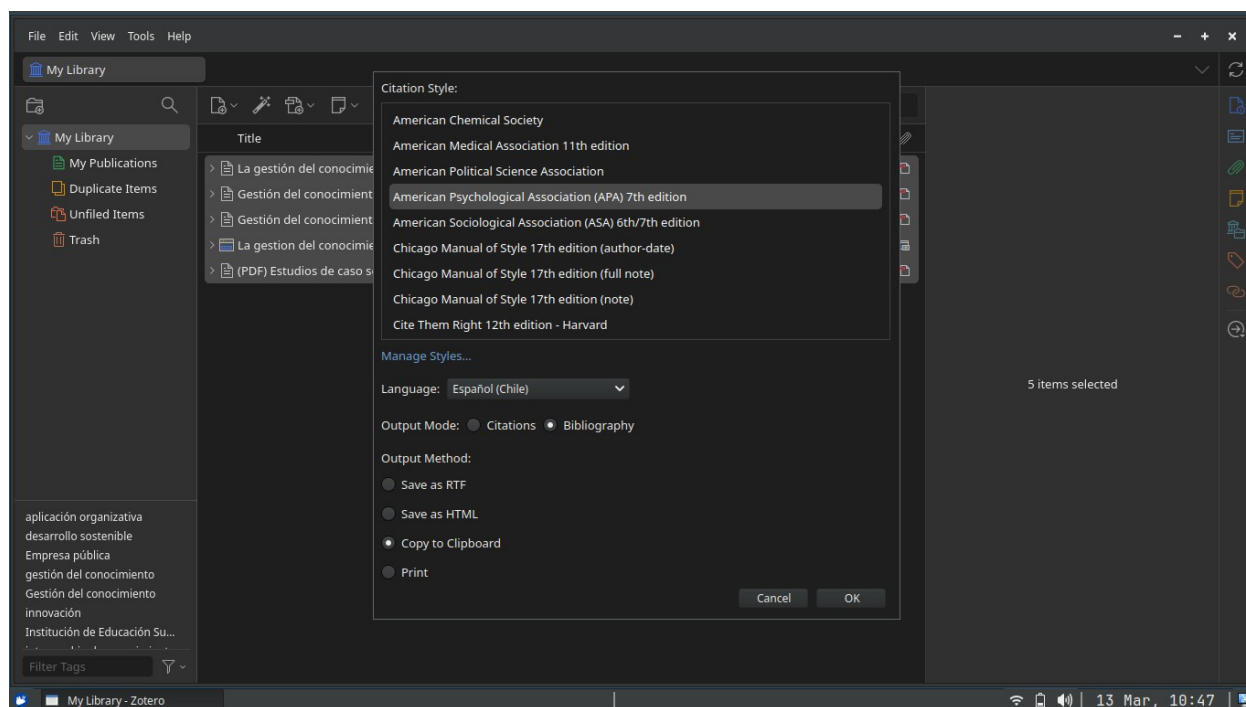 File Edit View Tools Help
My Library
My Library
My Publications
Duplicate Items
Unfiled Items
Trash
aplicación organizativa
desarrollo sostenible
Empresa pública
gestión del conocimiento
Gestión del conocimiento
innovación
Institución de Educación Su...
Filter Tags
Title
La gestión del conocimie
Gestión del conocimient
Gestión del conocimient
La gestion del conocimie
(PDF) Estudios de caso s
Citation Style:
American Chemical Society
American Medical Association 11th edition
American Political Science Association
American Psychological Association (APA) 7th edition
American Sociological Association (ASA) 6th/7th edition
Chicago Manual of Style 17th edition (author-date)
Chicago Manual of Style 17th edition (full note)
Chicago Manual of Style 17th edition (note)
Cite Them Right 12th edition - Harvard
Manage Styles...
Language: Español (Chile)
Output Mode: Citations Bibliography
Output Method:
Save as RTF
Save as HTML
Copy to Clipboard
Print
Cancel OK
5 items selected
My Library - Zotero
13 Mar, 10:47